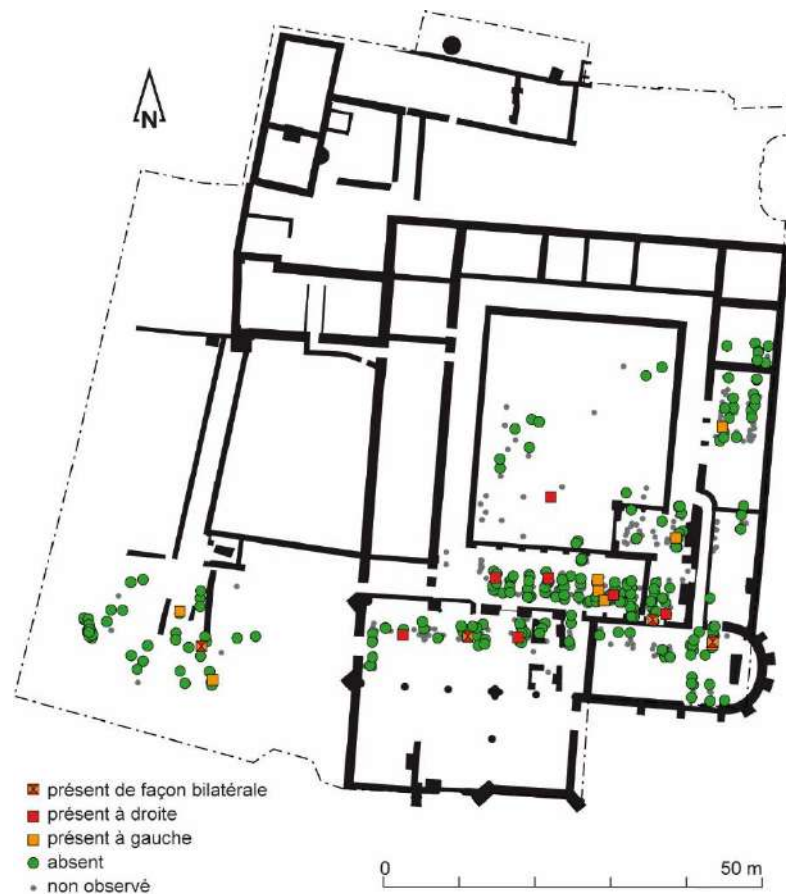 N
présent de façon bilatérale
présent à droite
présent à gauche
absent
non observé
0 50 m